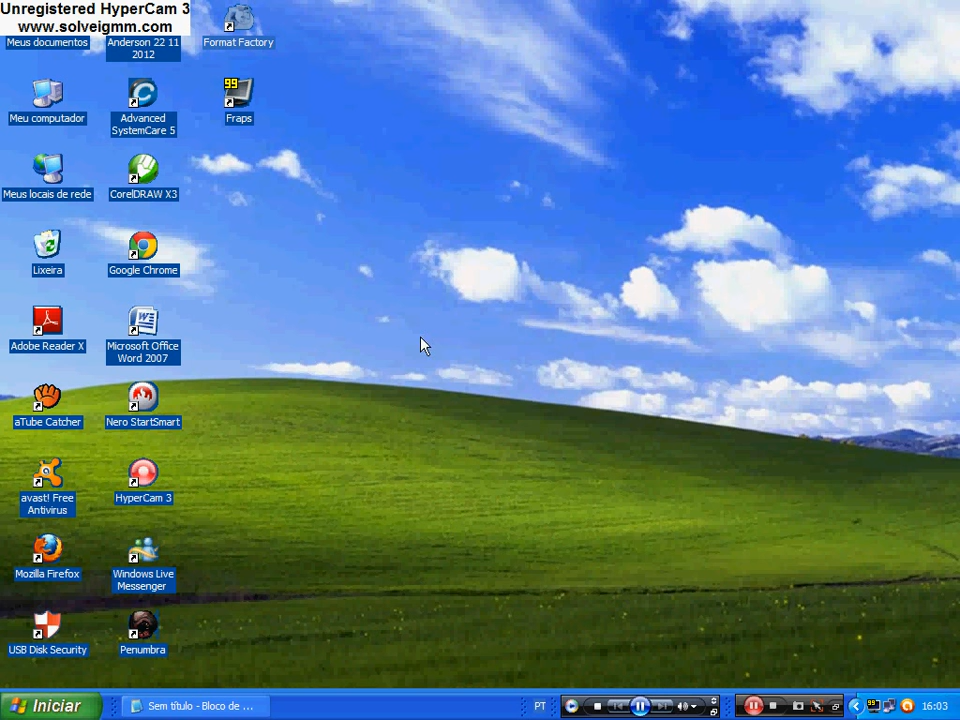 Unregistered HyperCam 3
www.solveigmm.com
Meus documentos
Anderson 22 11
2012
Format Factory
Meu computador
Advanced
SystemCare 5
99
Fraps
Meus locais de rede
CorelDRAW X3
Lixeira
Google Chrome
Adobe Reader X
Microsoft Office
Word 2007
aTube Catcher
Nero StartSmart
avast! Free
Antivirus
HyperCam 3
Mozilla Firefox
Windows Live
Messenger
USB Disk Security
Penumbra
Iniciar
Sem título - Bloco de ...
PT
99
16:03